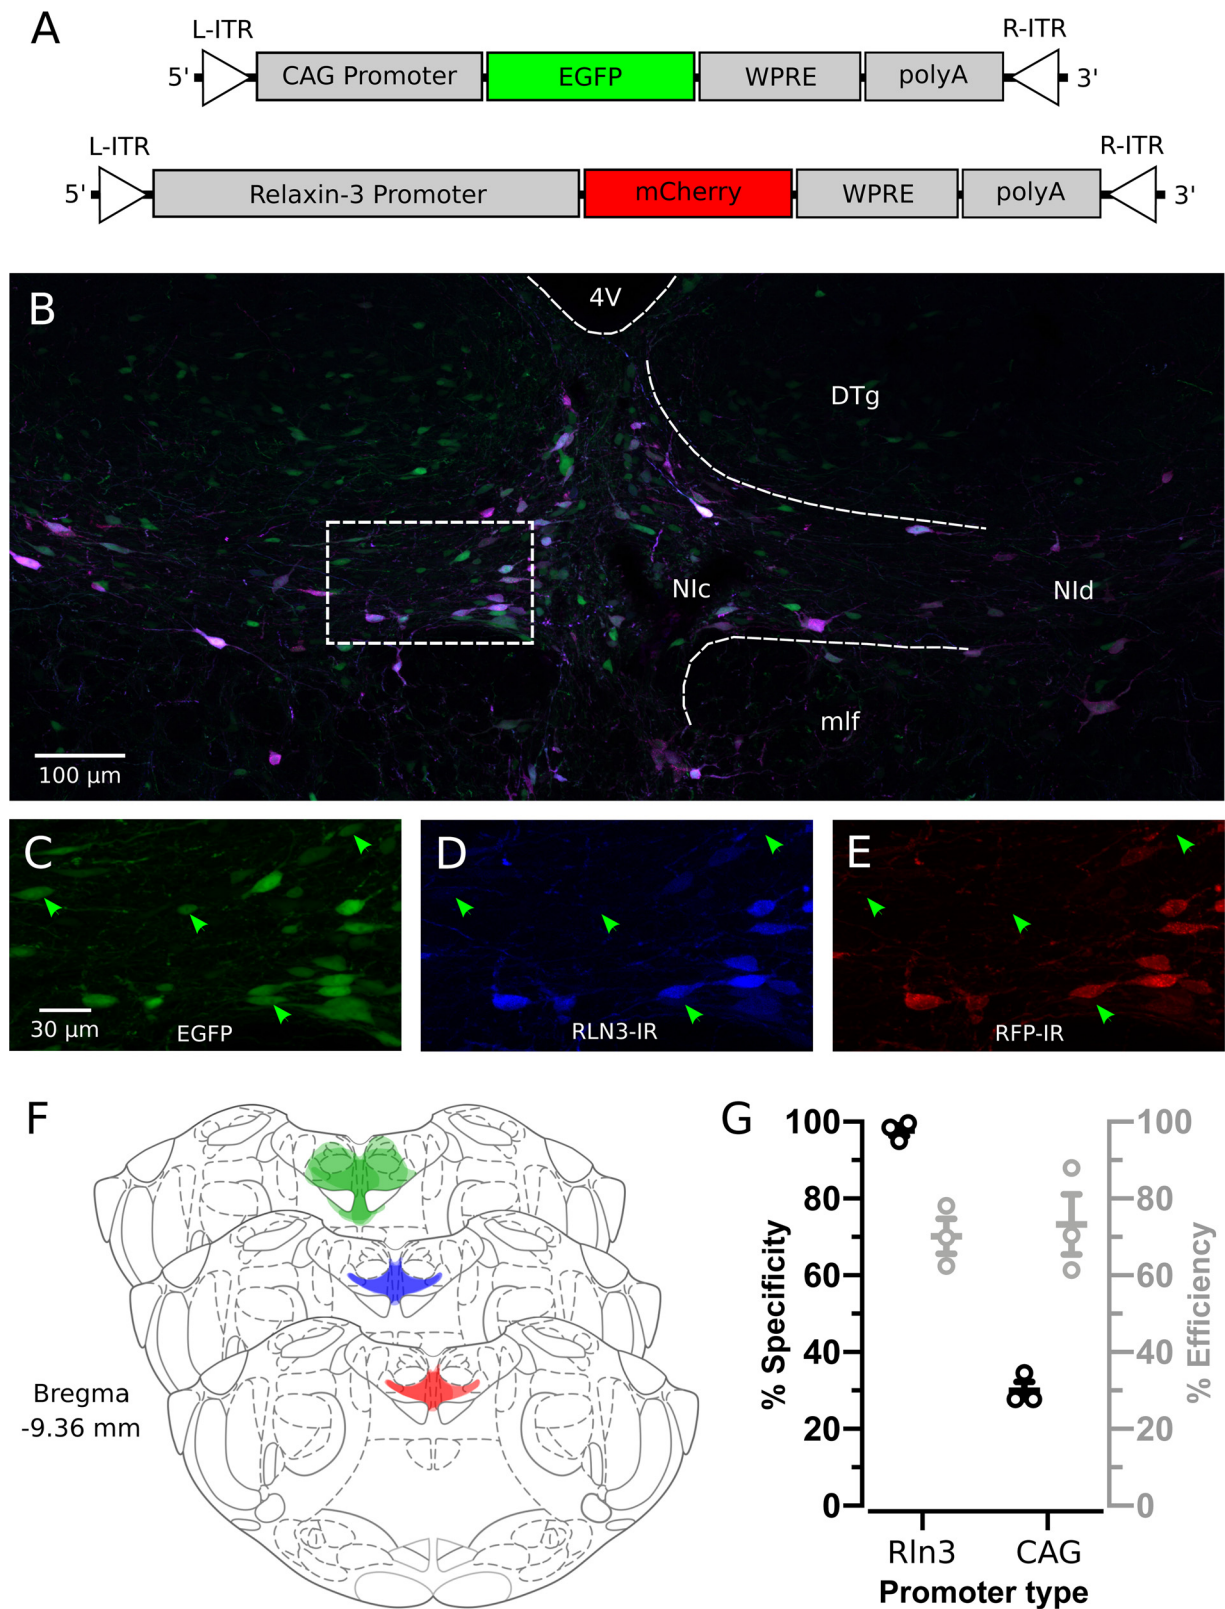 A
L-ITR
R-ITR
5'
CAG Promoter
EGFP
WPRE
polyA
3'
L-ITR
R-ITR
5'
Relaxin-3 Promoter
mCherry
WPRE
polyA
3'
B
4V
DTg
NIc
NId
mlf
100 µm
C
30 µm
EGFP
D
RLN3-IR
E
RFP-IR
F
Bregma
-9.36 mm
G
100
80
60
40
20
0
% Specificity
100
80
60
40
20
0
% Efficiency
Rln3
CAG
Promoter type